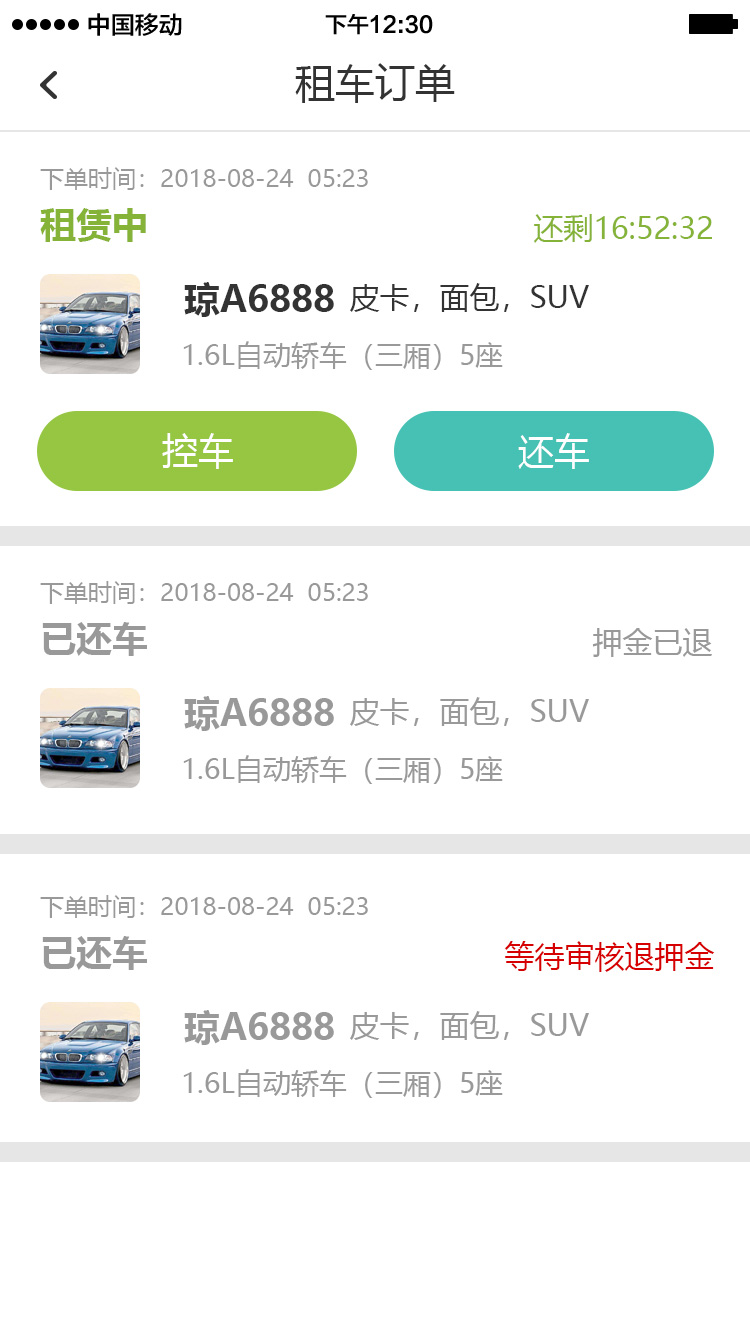 中国移动 下午12:30
租车订单
下单时间：2018-08-24 05:23
租赁中 还剩16:52:32
琼A6888 皮卡，面包，SUV
1.6L自动轿车（三厢）5座
控车 还车
下单时间：2018-08-24 05:23
已还车 押金已退
琼A6888 皮卡，面包，SUV
1.6L自动轿车（三厢）5座
下单时间：2018-08-24 05:23
已还车 等待审核退押金
琼A6888 皮卡，面包，SUV
1.6L自动轿车（三厢）5座